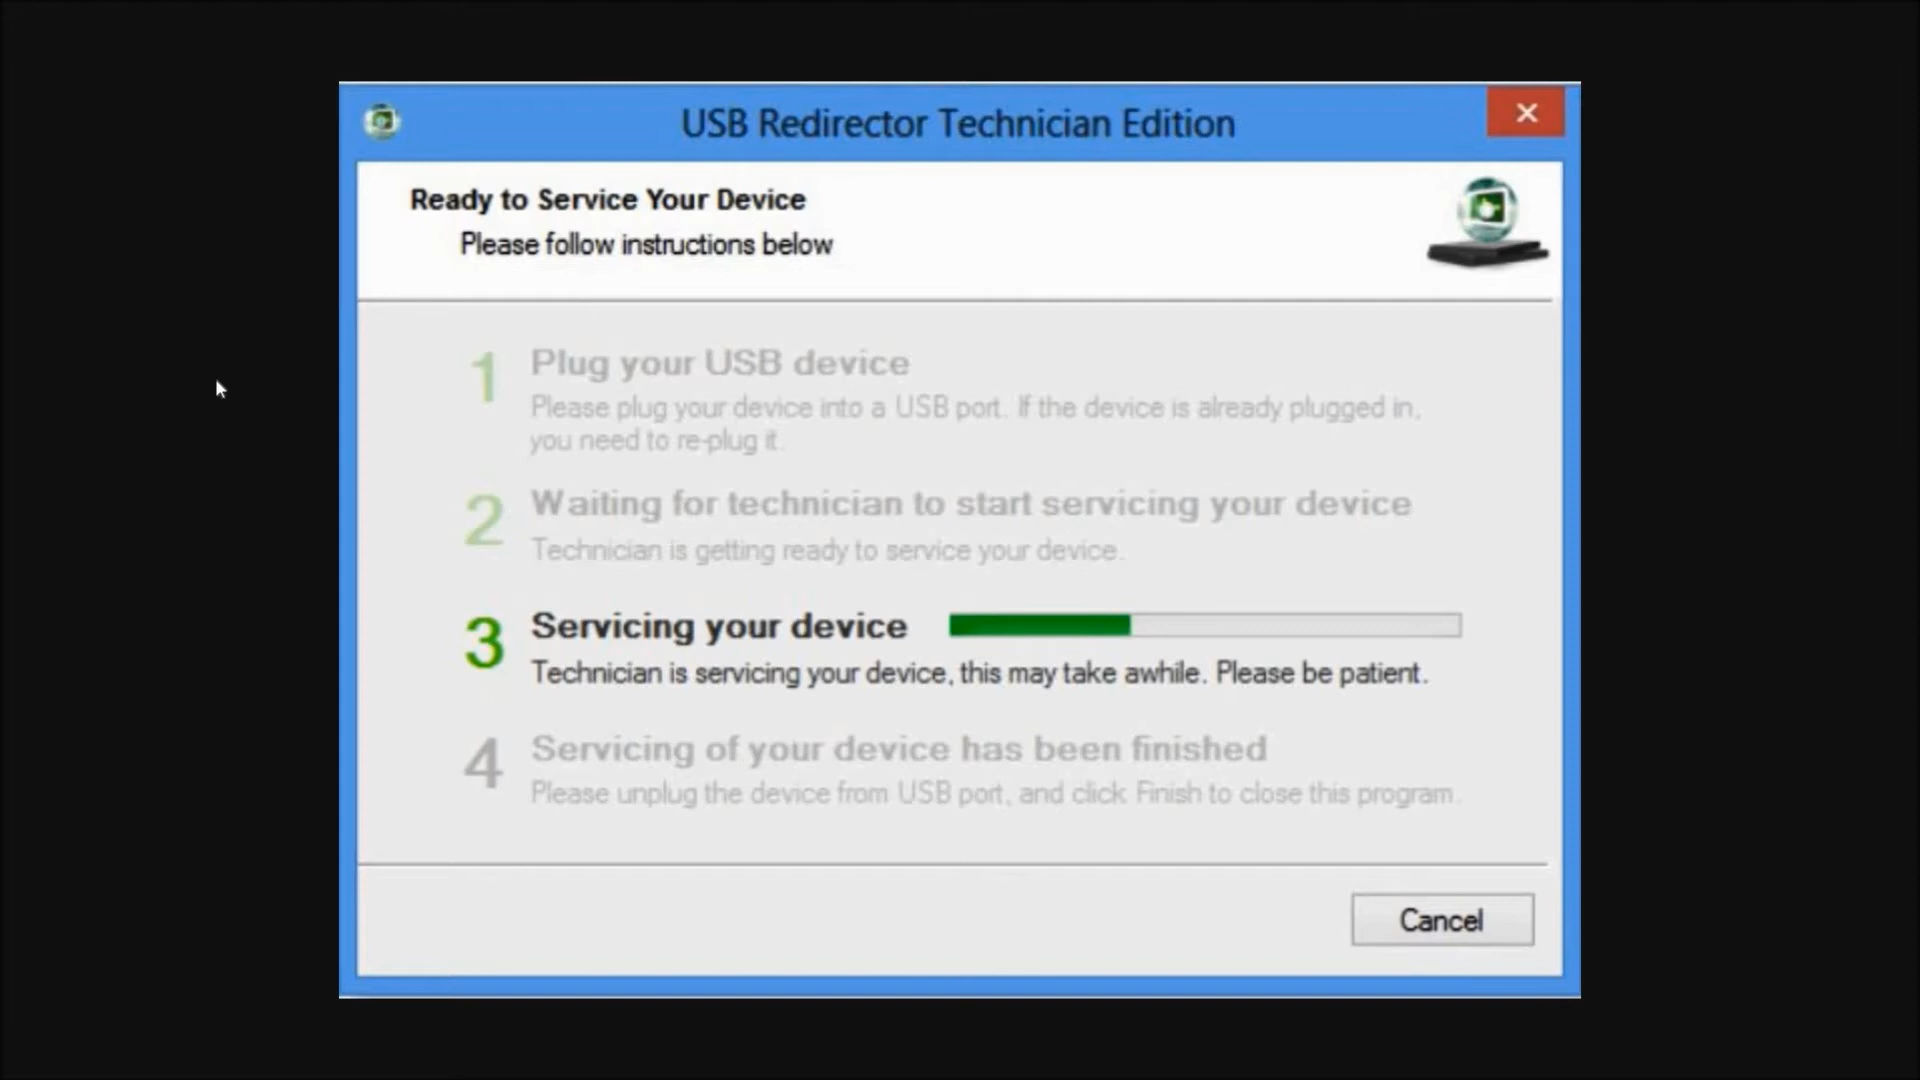 USB Redirector Technician Edition
Ready to Service Your Device
Please follow instructions below
1 Plug your USB device
Please plug your device into a USB port. If the device is already plugged in,
you need to re-plug it.
2 Waiting for technician to start servicing your device
Technician is getting ready to service your device.
3 Servicing your device
Technician is servicing your device, this may take awhile. Please be patient.
4 Servicing of your device has been finished
Please unplug the device from USB port, and click Finish to close this program.
Cancel